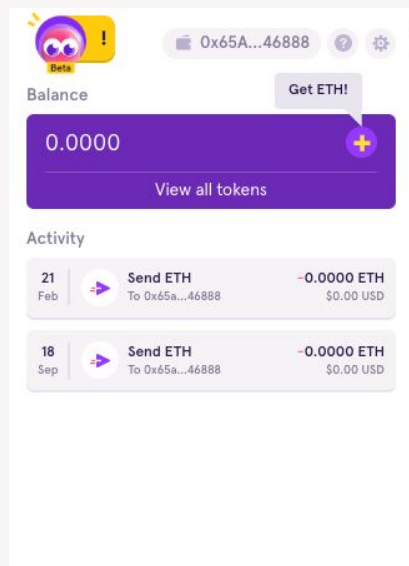 !
Beta
0x65A...46888
?
Balance
Get ETH!
0.0000
+
View all tokens
Activity
21 Feb
Send ETH
To 0x65a...46888
-0.0000 ETH
$0.00 USD
18 Sep
Send ETH
To 0x65a...46888
-0.0000 ETH
$0.00 USD